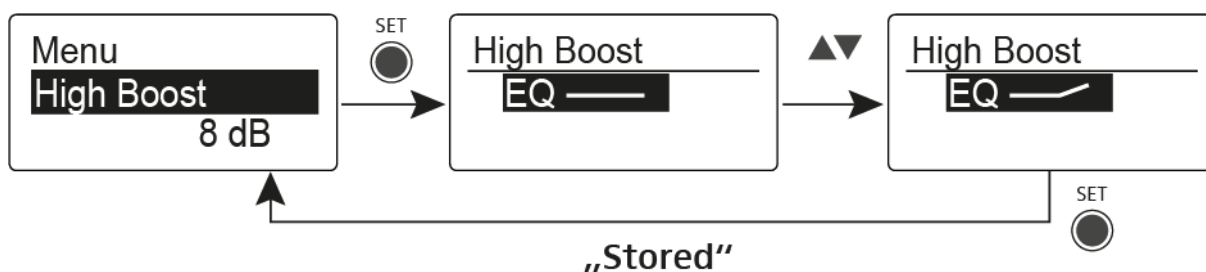 Menu
High Boost
8 dB
SET
High Boost
EQ
High Boost
EQ
SET
„Stored“